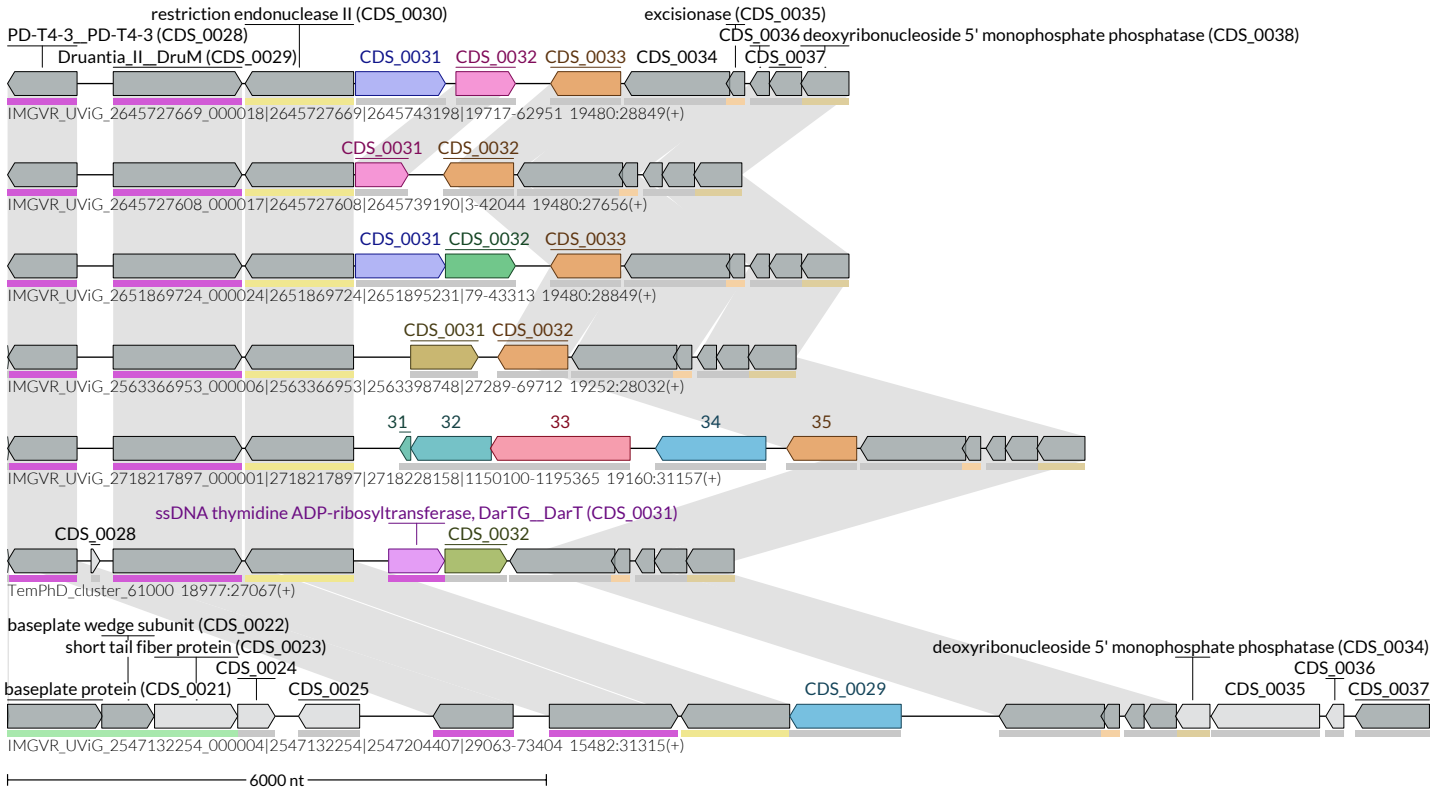 restriction endonuclease II (CDS_0030)
excisionase (CDS_0035)
PD-T4-3__PD-T4-3 (CDS_0028)
CDS_0036
deoxyribonucleoside 5' monophosphate phosphatase (CDS_0038)
Druantia_II__DruM (CDS_0029)
CDS_0031
CDS_0032
CDS_0033
CDS_0034
CDS_0037
IMGVR_UViG_2645727669_000018|2645727669|2645743198|19717-62951 19480:28849(+)
CDS_0031
CDS_0032
IMGVR_UViG_2645727608_000017|2645727608|2645739190|3-42044 19480:27656(+)
CDS_0031
CDS_0032
CDS_0033
IMGVR_UViG_2651869724_000024|2651869724|2651895231|79-43313 19480:28849(+)
CDS_0031
CDS_0032
IMGVR_UViG_2563366953_000006|2563366953|2563398748|27289-69712 19252:28032(+)
31
32
33
34
35
IMGVR_UViG_2718217897_000001|2718217897|2718228158|1150100-1195365 19160:31157(+)
ssDNA thymidine ADP-ribosyltransferase, DarTG__DarT (CDS_0031)
CDS_0028
CDS_0032
TemPhD_cluster_61000 18977:27067(+)
baseplate wedge subunit (CDS_0022)
short tail fiber protein (CDS_0023)
deoxyribonucleoside 5' monophosphate phosphatase (CDS_0034)
CDS_0024
CDS_0036
baseplate protein (CDS_0021)
CDS_0025
CDS_0029
CDS_0035
CDS_0037
IMGVR_UViG_2547132254_000004|2547132254|2547204407|29063-73404 15482:31315(+)
6000 nt